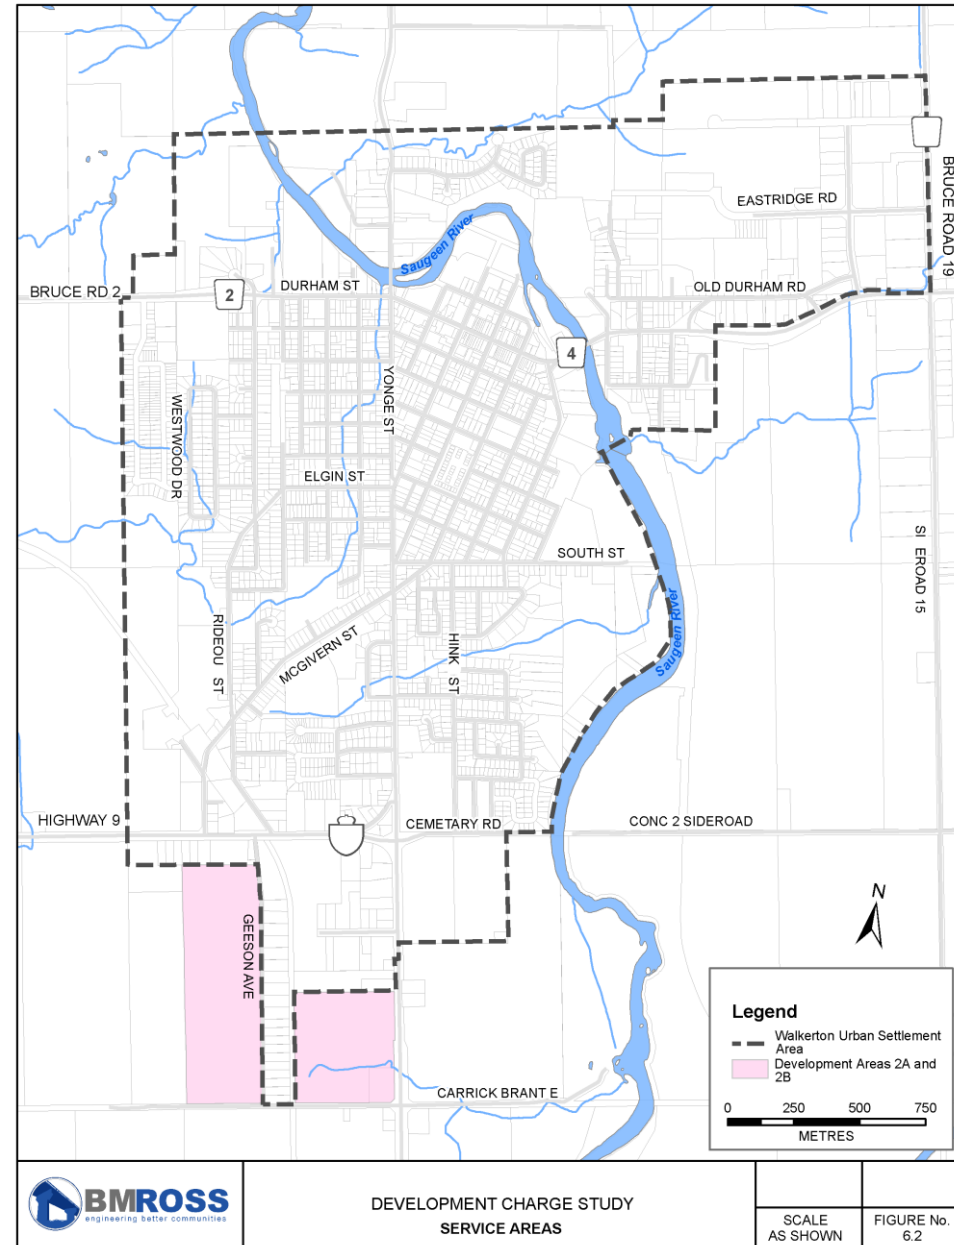 EASTRIDGE RD
BRUCE ROAD 19
Saugeen River
BRUCE RD 2
2
DURHAM ST
OLD DURHAM RD
4
YONGE ST
WESTWOOD DR
ELGIN ST
SOUTH ST
SI EROAD 15
RIDEOU ST
MCGIVERN ST
HINK ST
Saugeen River
HIGHWAY 9
CEMETARY RD
CONC 2 SIDEROAD
N
GEESON AVE
CARRICK BRANT E
Legend
Walkerton Urban Settlement
Area
Development Areas 2A and
2B
0 250 500 750
METRES
BMROSS
engineering better communities
DEVELOPMENT CHARGE STUDY
SERVICE AREAS
SCALE
AS SHOWN
FIGURE No.
6.2